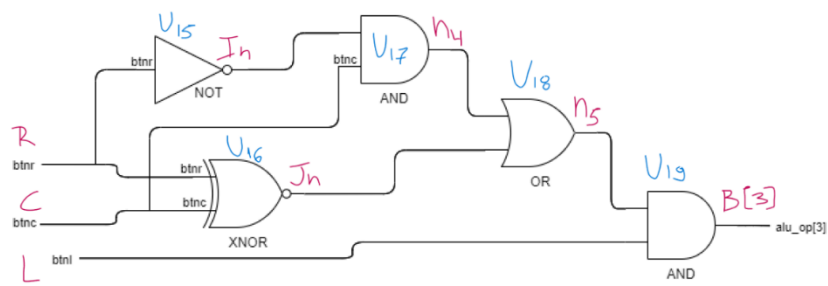 U15
In
btnr
NOT
btnc
U17
AND
n4
U18
n5
OR
R
btnr
U16
btnr
btnc
Jn
XNOR
C
btnc
L
btnl
U19
B[3]
alu_op[3]
AND